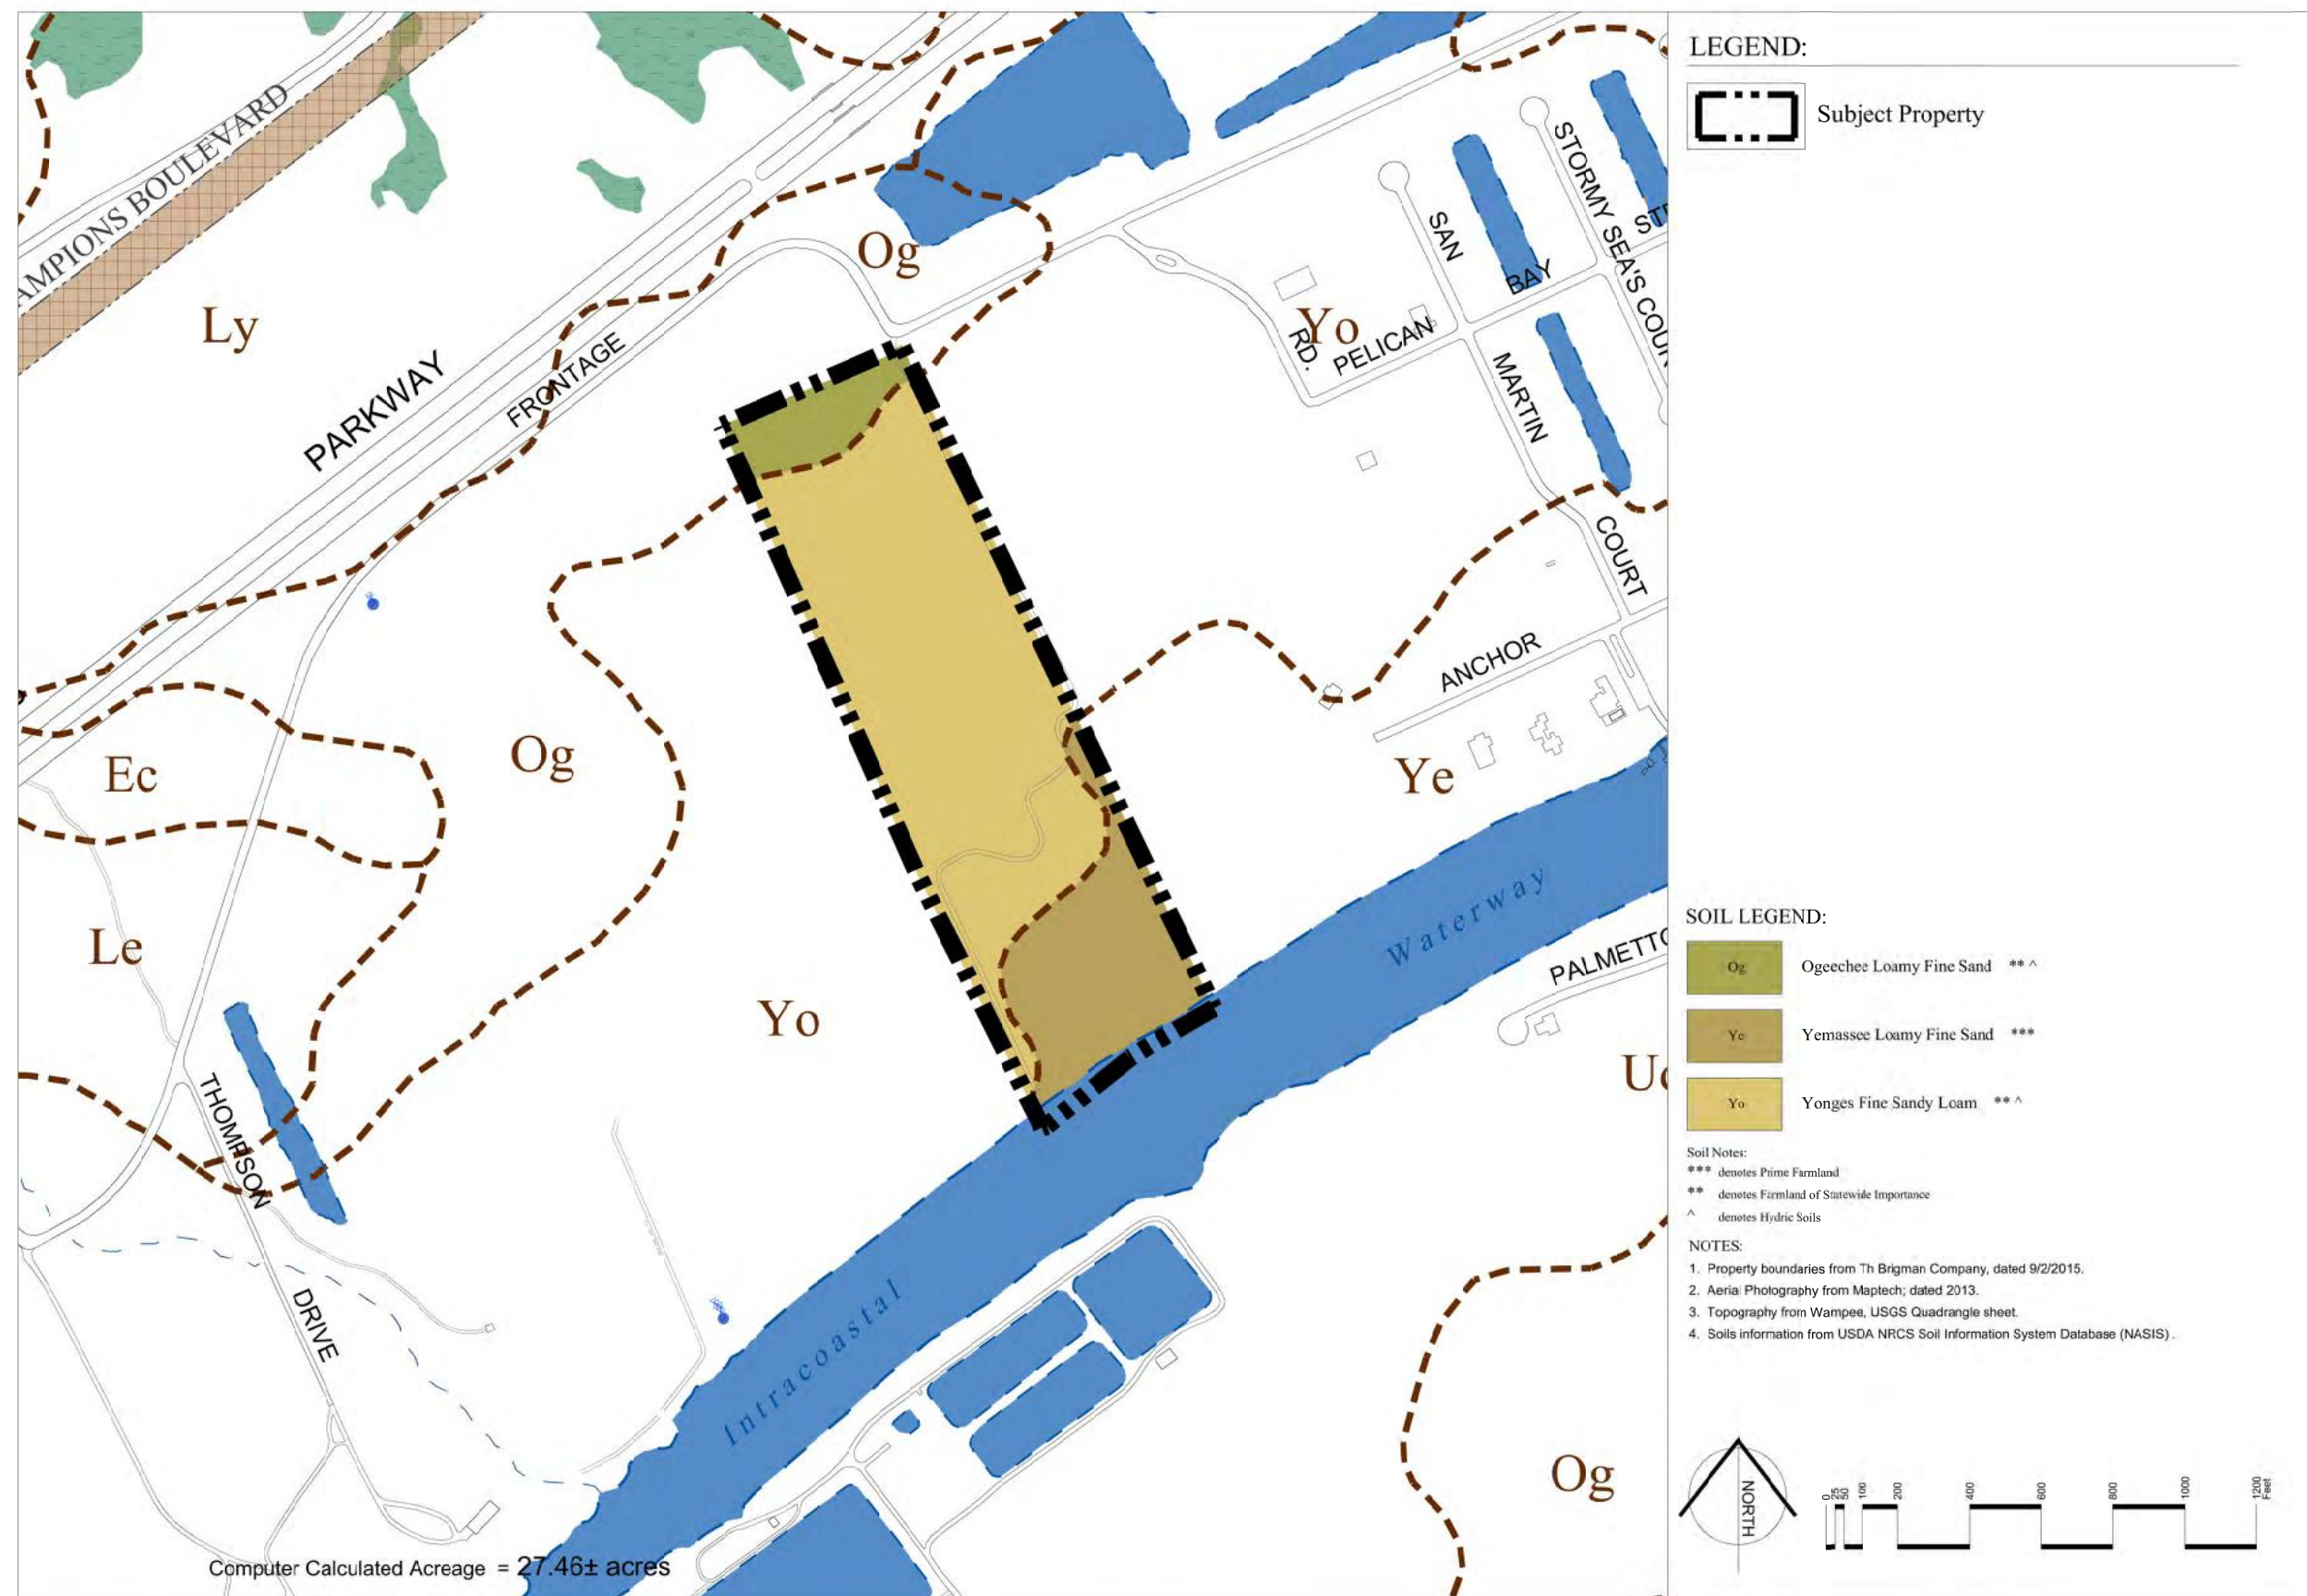 AMPIONS BOULEVARD
Ly
PARKWAY
FRONTAGE
Og
Yo
RD.
PELICAN
BAY
SAN
MARTIN
COURT
STORMY SEA'S COUR
ST
ANCHOR
Ye
Ec
Og
Le
Yo
THOMPSON
DRIVE
Intracoastal
Waterway
PALMETTO
Og
Computer Calculated Acreage = 27.46± acres
LEGEND:
Subject Property
SOIL LEGEND:
Og Ogeechee Loamy Fine Sand ** ^
Ye Yemassee Loamy Fine Sand ***
Yo Yonges Fine Sandy Loam ** ^
Soil Notes:
*** denotes Prime Farmland
** denotes Farmland of Statewide Importance
^ denotes Hydric Soils
NOTES:
1. Property boundaries from Th Brigman Company, dated 9/2/2015.
2. Aerial Photography from Maptech; dated 2013.
3. Topography from Wampee, USGS Quadrangle sheet.
4. Soils information from USDA NRCS Soil Information System Database (NASIS).
NORTH
0 25 50 100 200 400 600 800 1000 1200 Feet